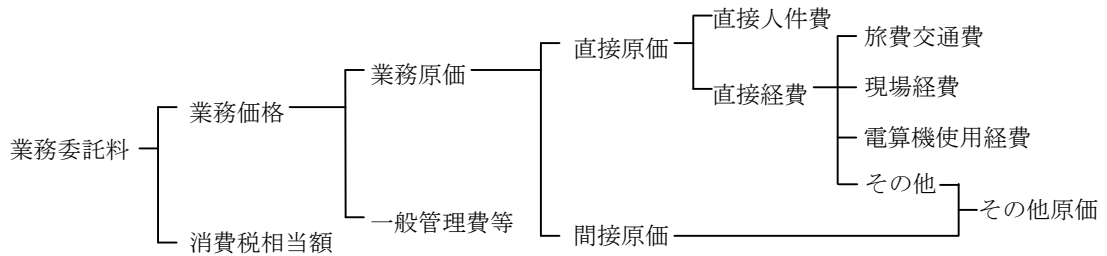 直接人件費
旅費交通費
直接原価
業務原価
直接経費
現場経費
業務価格
電算機使用経費
業務委託料
その他
その他原価
一般管理費等
間接原価
消費税相当額